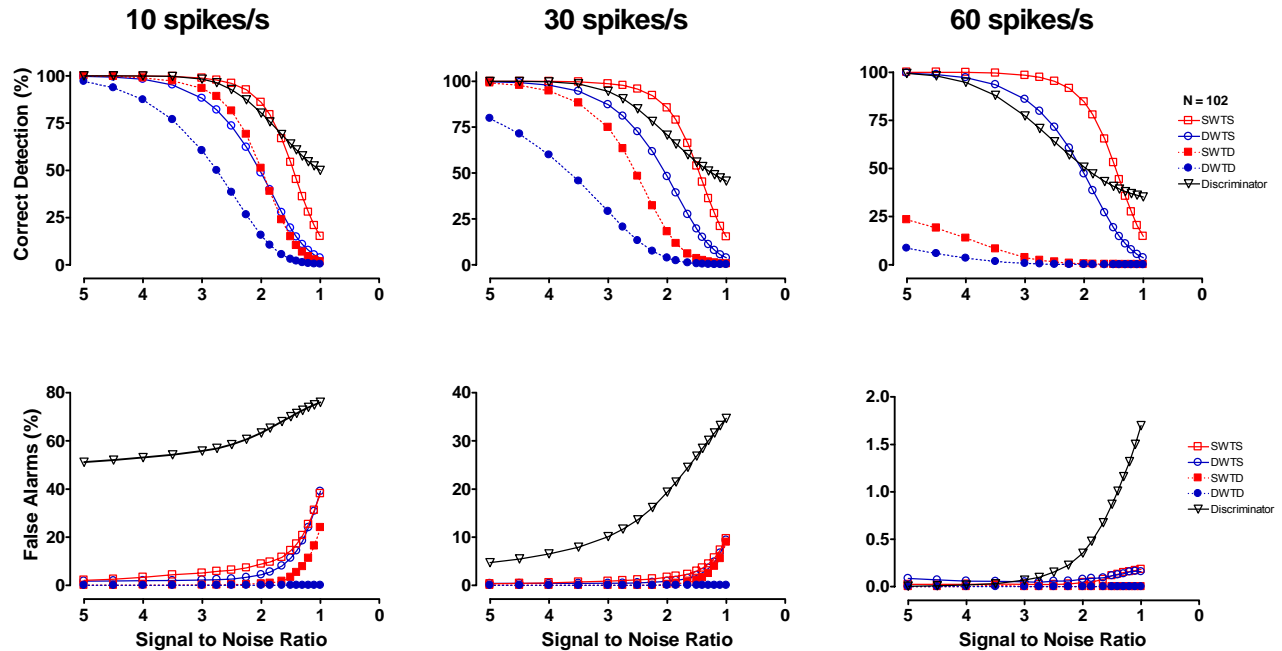 10 spikes/s
30 spikes/s
60 spikes/s
Correct Detection (%)
100
75
50
25
0
5 4 3 2 1 0
100
75
50
25
0
5 4 3 2 1 0
100
75
50
25
0
5 4 3 2 1 0
N = 102
SWTS
DWTS
SWTD
DWTD
Discriminator
False Alarms (%)
80
60
40
20
0
5 4 3 2 1 0
Signal to Noise Ratio
40
30
20
10
0
5 4 3 2 1 0
Signal to Noise Ratio
2.0
1.5
1.0
0.5
0.0
5 4 3 2 1 0
Signal to Noise Ratio
SWTS
DWTS
SWTD
DWTD
Discriminator